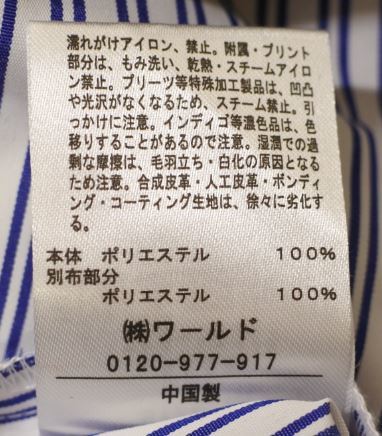 濡れがけアイロン、禁止。附属・プリント
部分は、もみ洗い、乾熱・スチームアイロ
ン禁止。プリーツ等特殊加工製品は、凹凸
や光沢がなくなるため、スチーム禁止。引
っかけに注意。インディゴ等濃色品は、色
移りすることがあるので注意。湿潤での過
剰な摩擦は、毛羽立ち・白化の原因となる
ため注意。合成皮革・人工皮革・ボンディ
ング・コーティング生地は、徐々に劣化す
る。
本体 ポリエステル 100%
別布部分
ポリエステル 100%
㈱ワールド
0120-977-917
中国製